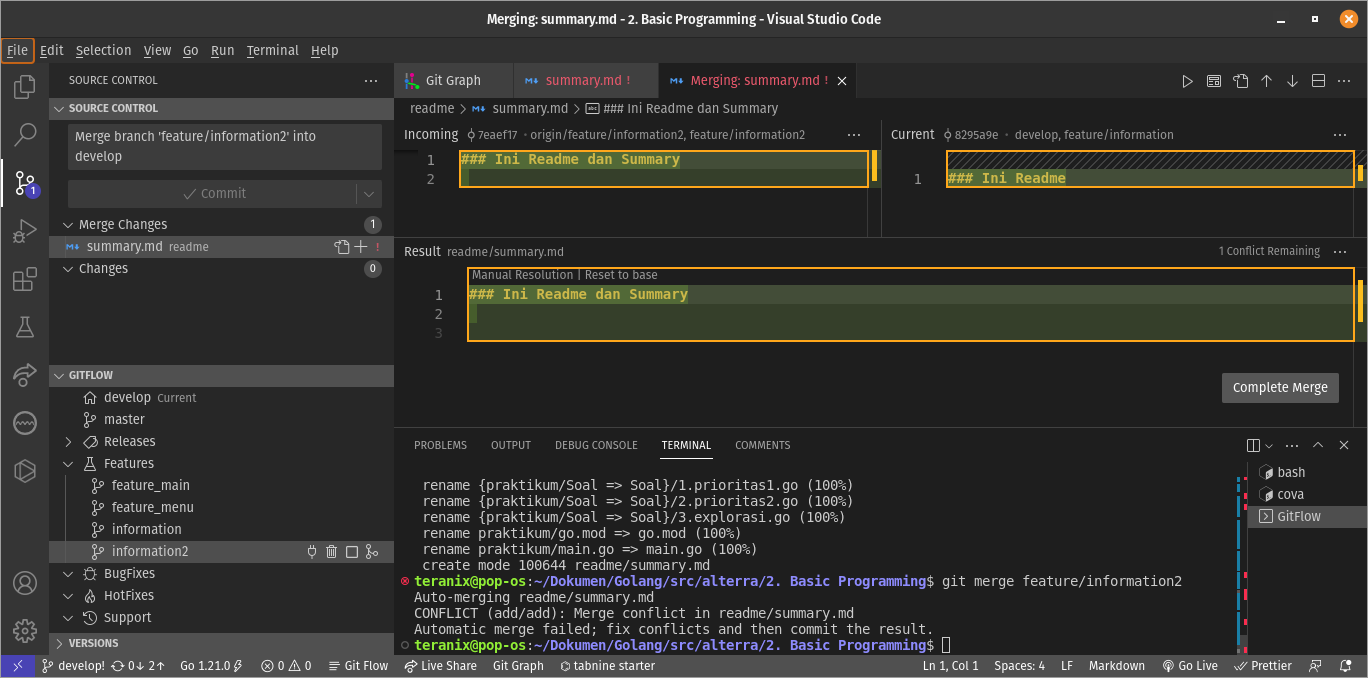 Merging: summary.md - 2. Basic Programming - Visual Studio Code
File Edit Selection View Go Run Terminal Help
SOURCE CONTROL
SOURCE CONTROL
Merge branch 'feature/information2' into
develop
Commit
Merge Changes 1
summary.md readme !
Changes 0
GITFLOW
develop Current
master
Releases
Features
feature_main
feature_menu
information
information2
BugFixes
HotFixes
Support
VERSIONS
1
Git Graph
summary.md !
Merging: summary.md !
readme > summary.md > ### Ini Readme dan Summary
Incoming 7eaef17 • origin/feature/information2, feature/information2
1 ### Ini Readme dan Summary
2
Current 8295a9e • develop, feature/information
1 ### Ini Readme
Result readme/summary.md 1 Conflict Remaining
Manual Resolution | Reset to base
1 ### Ini Readme dan Summary
2
3
Complete Merge
PROBLEMS OUTPUT DEBUG CONSOLE TERMINAL COMMENTS
rename {praktikum/Soal => Soal}/1.prioritas1.go (100%)
rename {praktikum/Soal => Soal}/2.prioritas2.go (100%)
rename {praktikum/Soal => Soal}/3.explorasi.go (100%)
rename praktikum/go.mod => go.mod (100%)
rename praktikum/main.go => main.go (100%)
create mode 100644 readme/summary.md
teranix@pop-os:~/Dokumen/Golang/src/alterra/2. Basic Programming$ git merge feature/information2
Auto-merging readme/summary.md
CONFLICT (add/add): Merge conflict in readme/summary.md
Automatic merge failed; fix conflicts and then commit the result.
teranix@pop-os:~/Dokumen/Golang/src/alterra/2. Basic Programming$
bash
cova
GitFlow
develop! 0↓ 2↑ Go 1.21.0 0 0 Git Flow Live Share Git Graph tabnine starter Ln 1, Col 1 Spaces: 4 LF Markdown Go Live Prettier